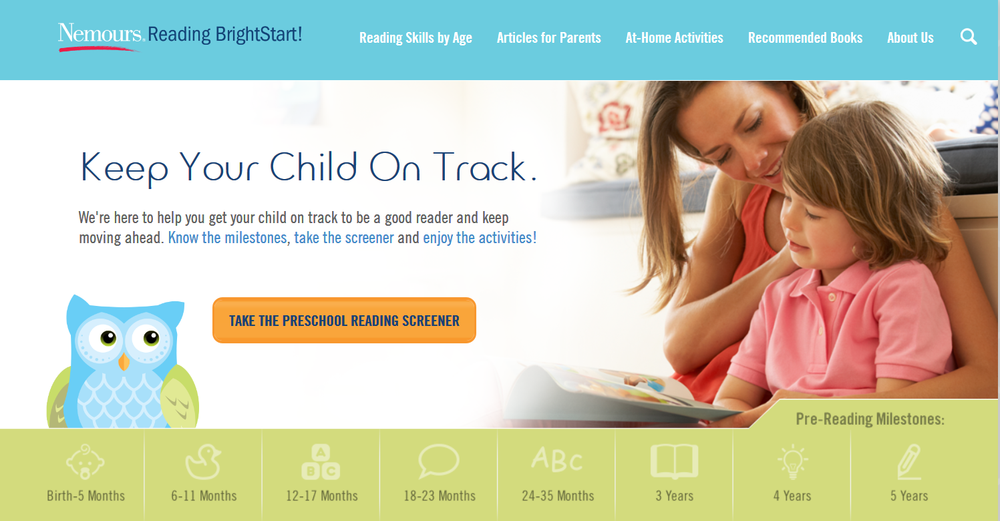 Nemours. Reading BrightStart!
Reading Skills by Age
Articles for Parents
At-Home Activities
Recommended Books
About Us
Keep Your Child On Track.
We're here to help you get your child on track to be a good reader and keep
moving ahead. Know the milestones, take the screener and enjoy the activities!
TAKE THE PRESCHOOL READING SCREENER
Pre-Reading Milestones:
A
B C
ABC
Birth-5 Months
6-11 Months
12-17 Months
18-23 Months
24-35 Months
3 Years
4 Years
5 Years